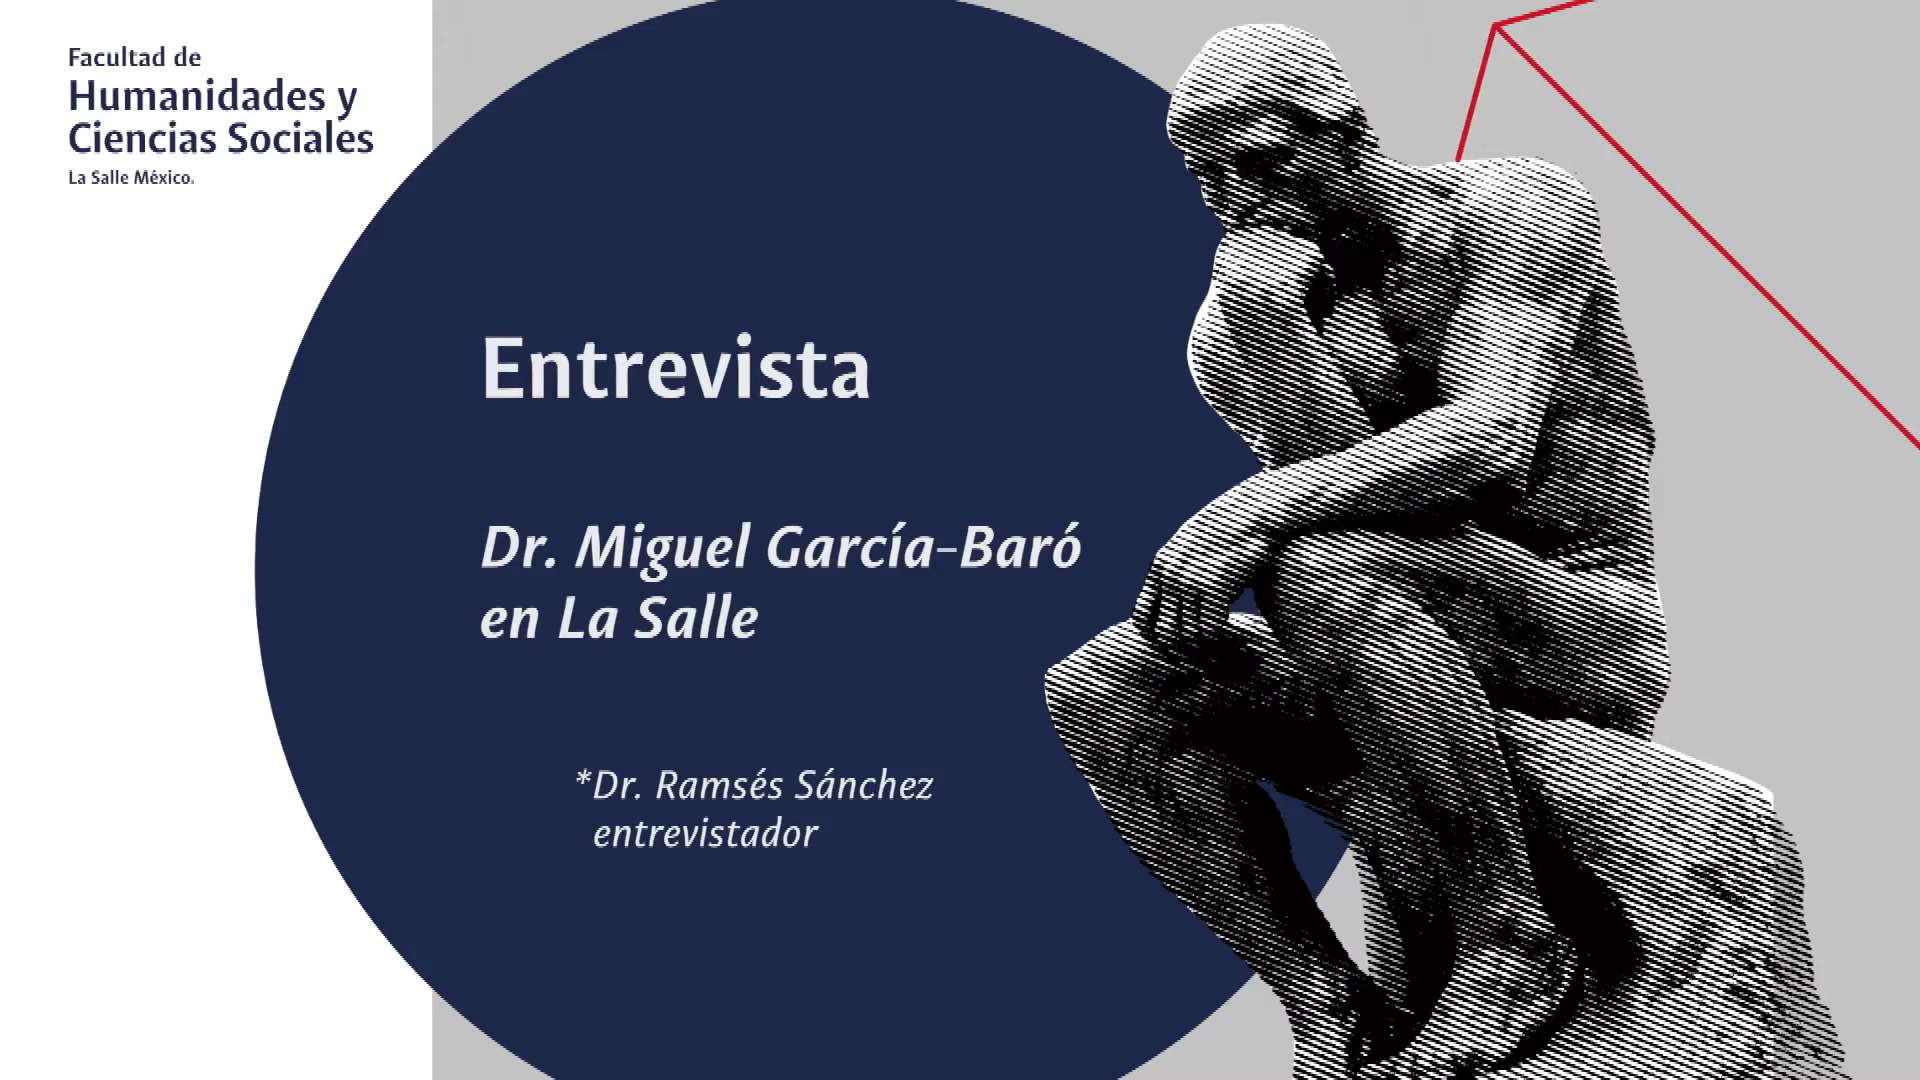 Facultad de
Humanidades y
Ciencias Sociales
La Salle México.
Entrevista
Dr. Miguel García-Baró
en La Salle
*Dr. Ramsés Sánchez
entrevistador